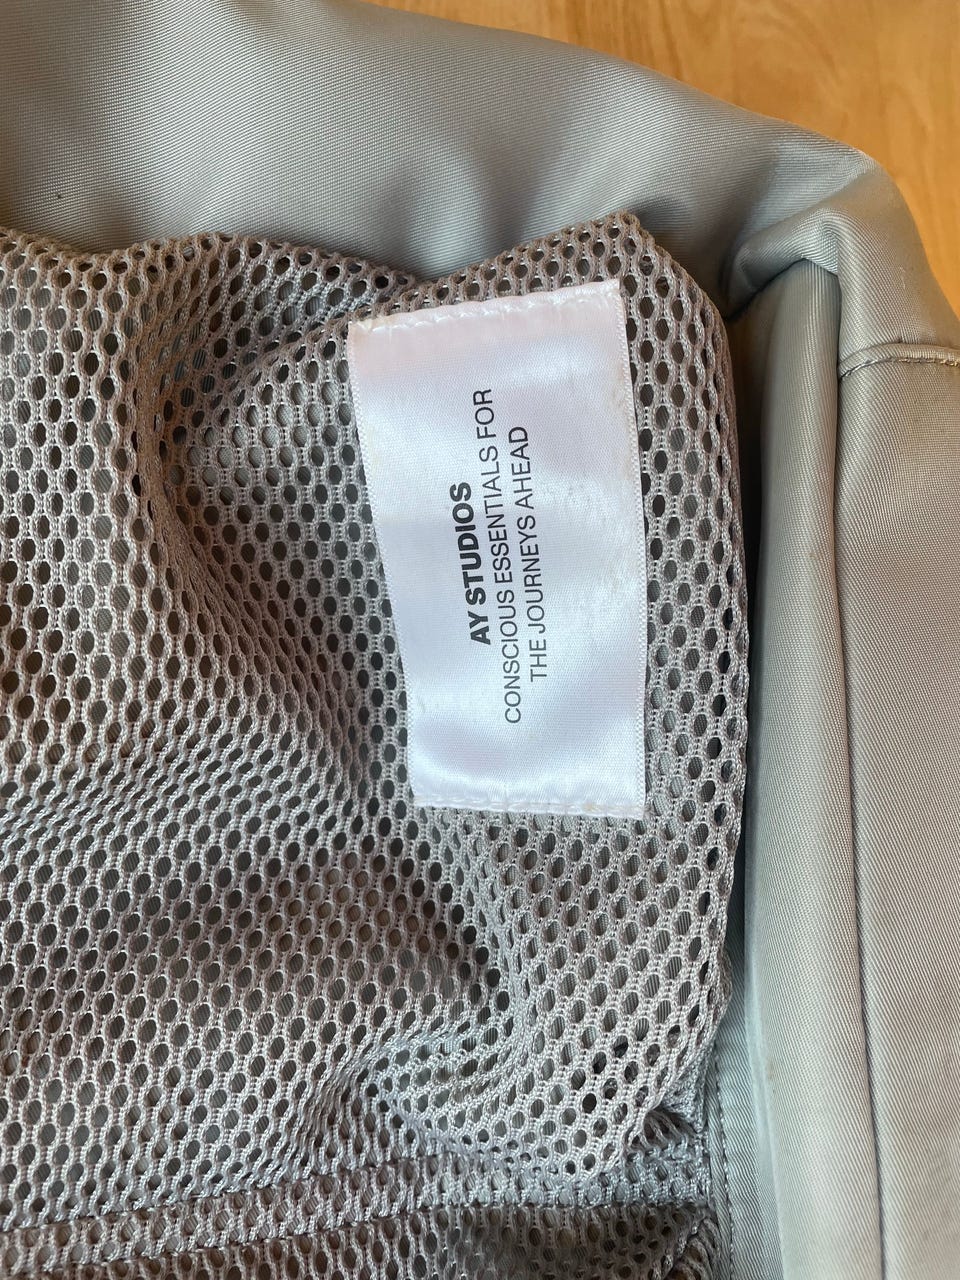 AY STUDIOS
CONSCIOUS ESSENTIALS FOR
THE JOURNEYS AHEAD